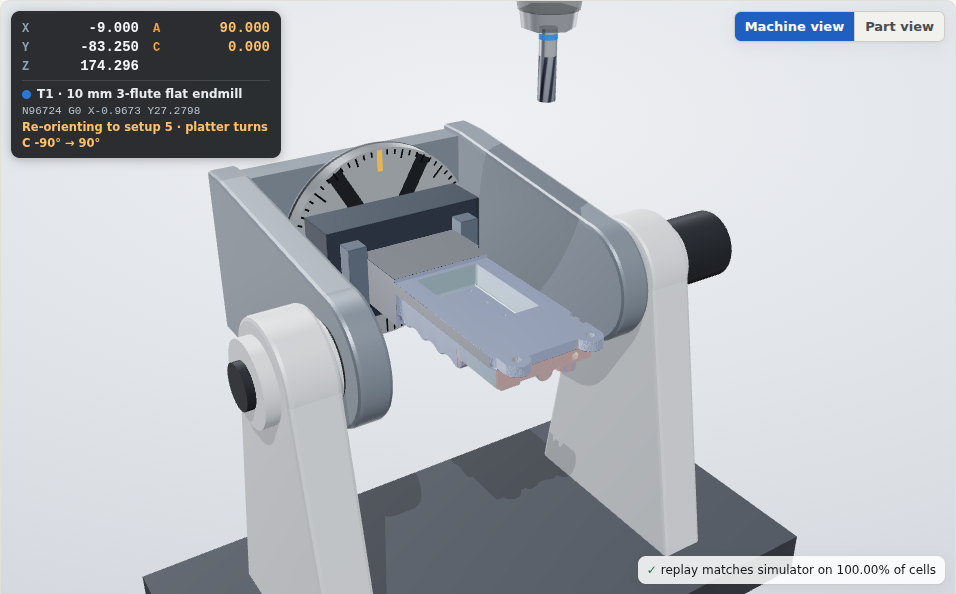 X -9.000 A 90.000
Y -83.250 C 0.000
Z 174.296
T1 · 10 mm 3-flute flat endmill
N96724 G0 X-0.9673 Y27.2798
Re-orienting to setup 5 · platter turns
C -90° → 90°
Machine view Part view
✓ replay matches simulator on 100.00% of cells